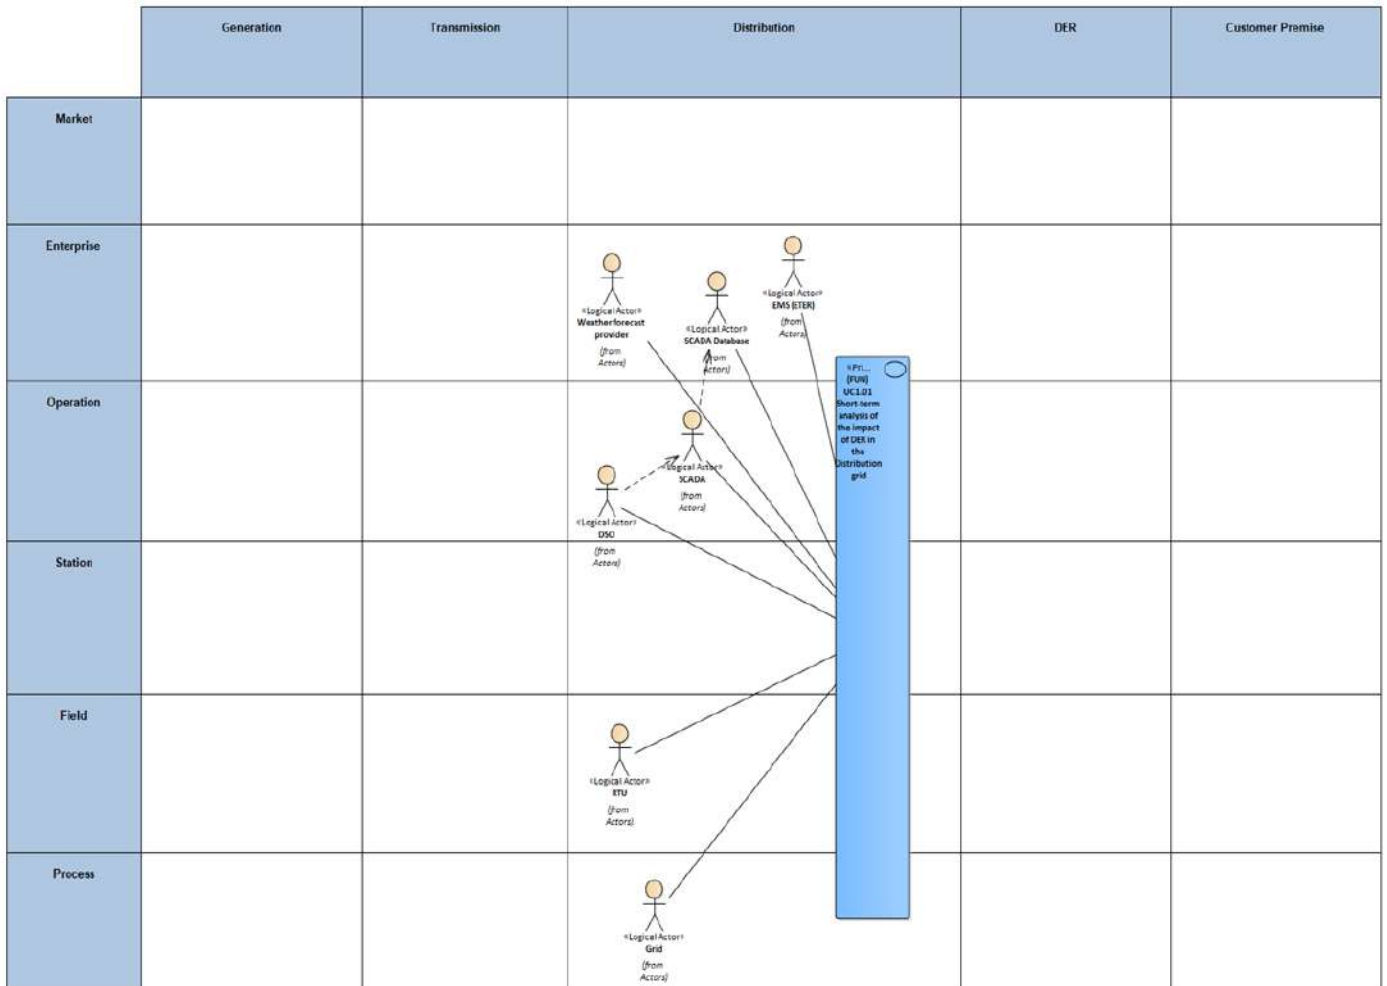 Generation
Transmission
Distribution
DER
Customer Premise
Market
Enterprise
«Logical Actor»
Weatherforecast
provider
(from
Actors)
«Logical Actor»
SCADA Database
(from
Actors)
«Logical Actor»
EMS (ETER)
(from
Actors)
«Pri...
(FUN)
UC1.01
Short-term
analysis of
the impact
of DER in
the
Distribution
grid
Operation
«Logical Actor»
SCADA
(from
Actors)
«Logical Actor»
DSO
(from
Actors)
Station
Field
«Logical Actor»
RTU
(from
Actors)
Process
«Logical Actor»
Grid
(from
Actors)